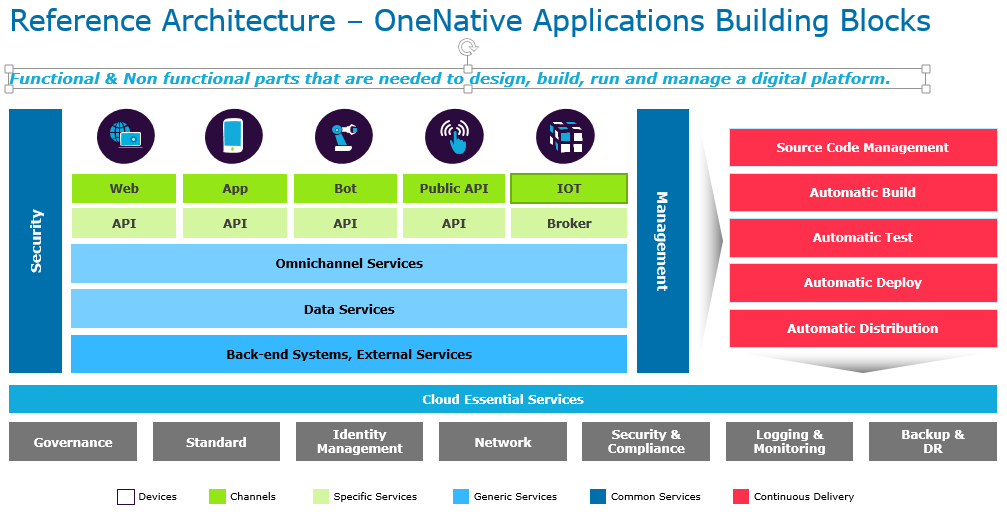 Reference Architecture – OneNative Applications Building Blocks
Functional & Non functional parts that are needed to design, build, run and manage a digital platform.
Security
Web
App
Bot
Public API
IOT
API
API
API
API
Broker
Omnichannel Services
Data Services
Back-end Systems, External Services
Management
Source Code Management
Automatic Build
Automatic Test
Automatic Deploy
Automatic Distribution
Cloud Essential Services
Governance
Standard
Identity
Management
Network
Security &
Compliance
Logging &
Monitoring
Backup &
DR
Devices
Channels
Specific Services
Generic Services
Common Services
Continuous Delivery